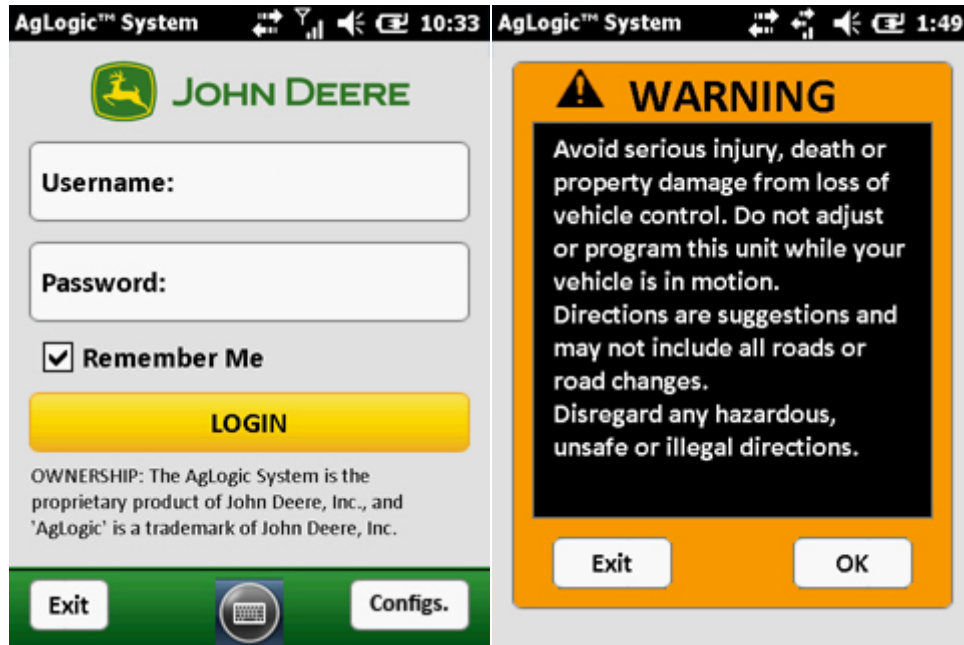 AgLogic™ System 10:33
JOHN DEERE
Username:
Password:
Remember Me
LOGIN
OWNERSHIP: The AgLogic System is the
proprietary product of John Deere, Inc., and
'AgLogic' is a trademark of John Deere, Inc.
Exit Configs.
AgLogic™ System 1:49
WARNING
Avoid serious injury, death or
property damage from loss of
vehicle control. Do not adjust
or program this unit while your
vehicle is in motion.
Directions are suggestions and
may not include all roads or
road changes.
Disregard any hazardous,
unsafe or illegal directions.
Exit OK